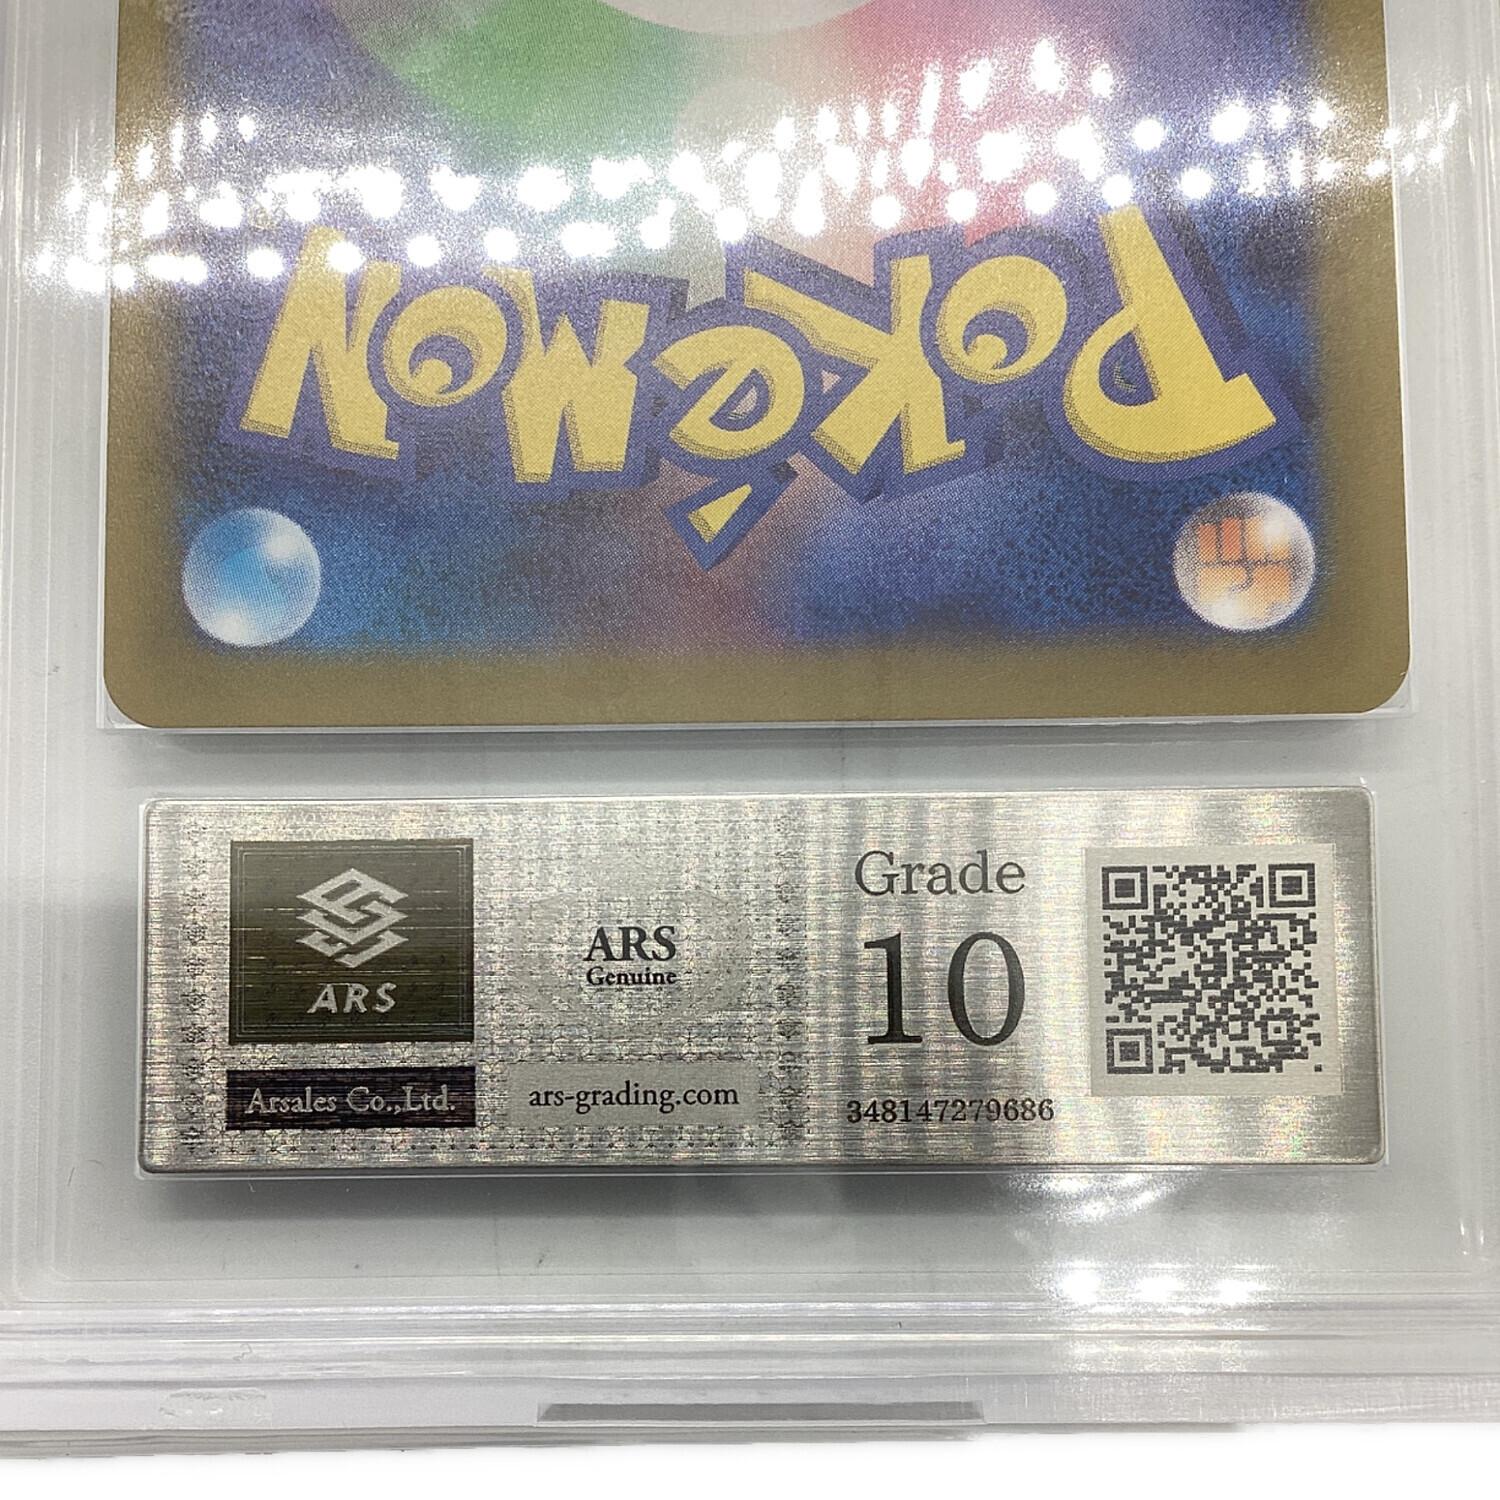 POKéMON
ARS
Arsales Co.,Ltd.
ARS
Genuine
ars-grading.com
Grade
10
348147279686